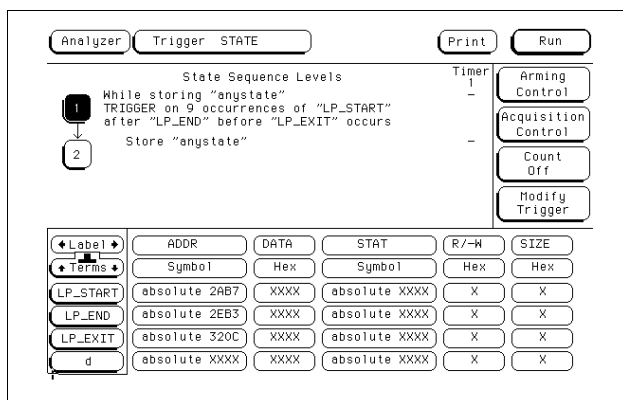 Analyzer Trigger STATE Print Run
State Sequence Levels
Timer
1
Arming
Control
1
While storing "anystate"
TRIGGER on 9 occurrences of "LP_START"
after "LP_END" before "LP_EXIT" occurs
–
Acquisition
Control
2
Store "anystate"
–
Count
Off
Modify
Trigger
Label ADDR DATA STAT R/-W SIZE
Terms Symbol Hex Symbol Hex Hex
LP_START absolute 2AB7 XXXX absolute XXXX X X
LP_END absolute 2EB3 XXXX absolute XXXX X X
LP_EXIT absolute 320C XXXX absolute XXXX X X
d absolute XXXX XXXX absolute XXXX X X